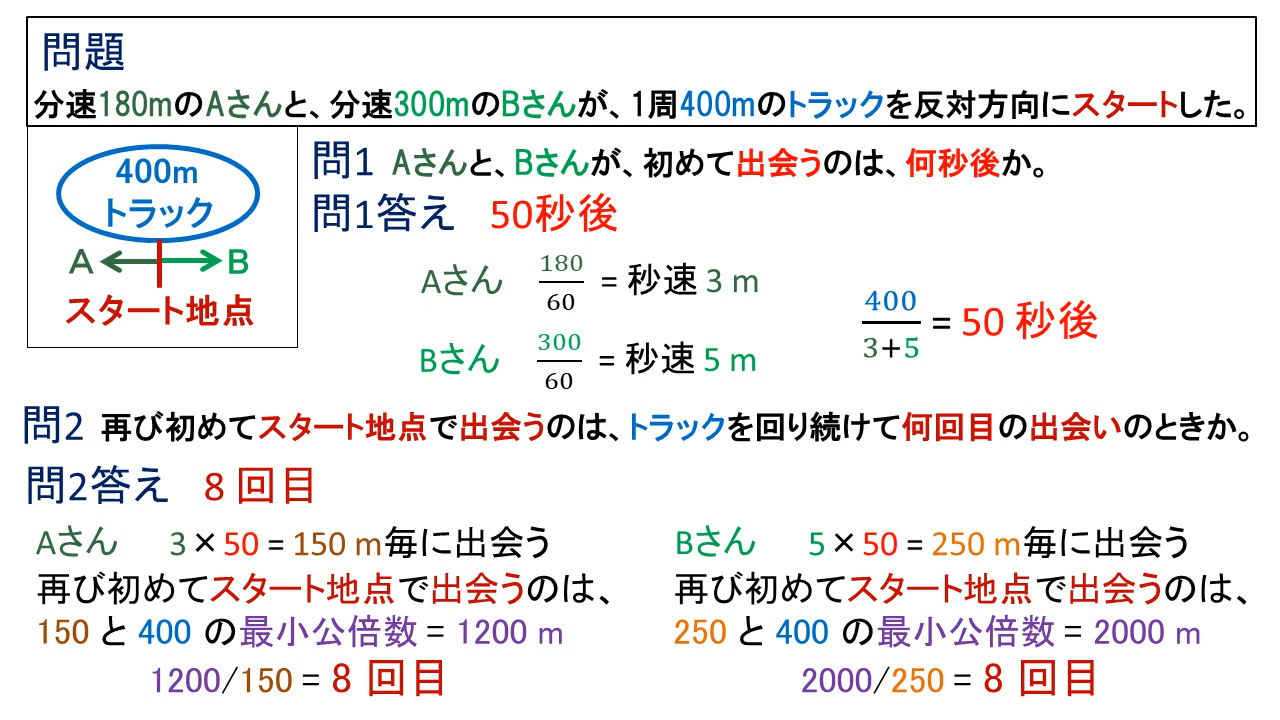 問題
分速180mのAさんと、分速300mのBさんが、1周400mのトラックを反対方向にスタートした。
400m
トラック
A B
スタート地点
問1 Aさんと、Bさんが、初めて出会うのは、何秒後か。
問1答え 50秒後
Aさん 180/60 = 秒速 3 m
Bさん 300/60 = 秒速 5 m
400/3+5 = 50 秒後
問2 再び初めてスタート地点で出会うのは、トラックを回り続けて何回目の出会いのときか。
問2答え 8 回目
Aさん 3 × 50 = 150 m毎に出会う
再び初めてスタート地点で出会うのは、
150 と 400 の最小公倍数 = 1200 m
1200/150 = 8 回目
Bさん 5 × 50 = 250 m毎に出会う
再び初めてスタート地点で出会うのは、
250 と 400 の最小公倍数 = 2000 m
2000/250 = 8 回目